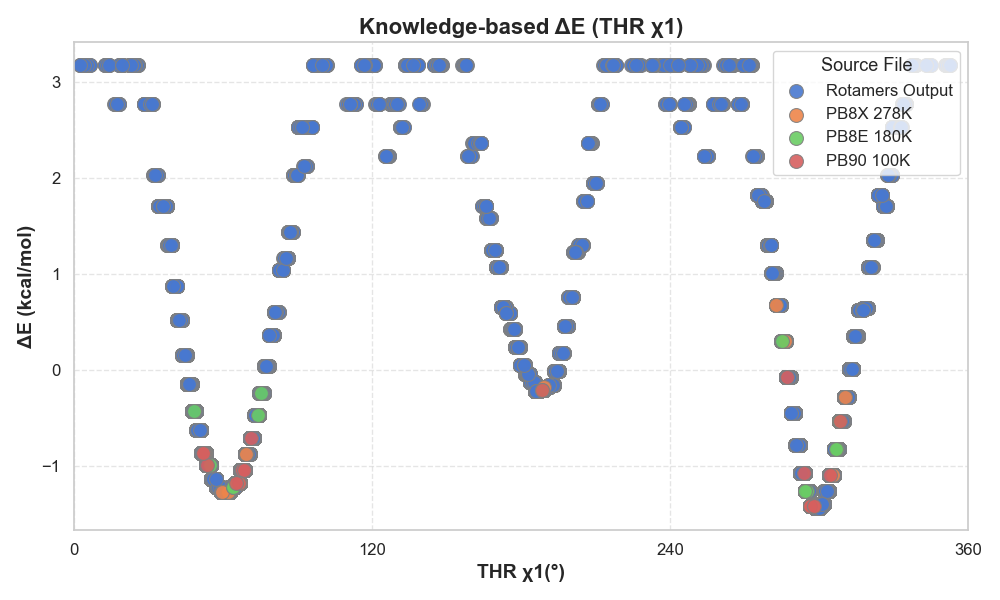 Knowledge-based ΔE (THR χ1)
Source File
Rotamers Output
PB8X 278K
PB8E 180K
PB90 100K
ΔE (kcal/mol)
3
2
1
0
−1
0
120
240
360
THR χ1(°)